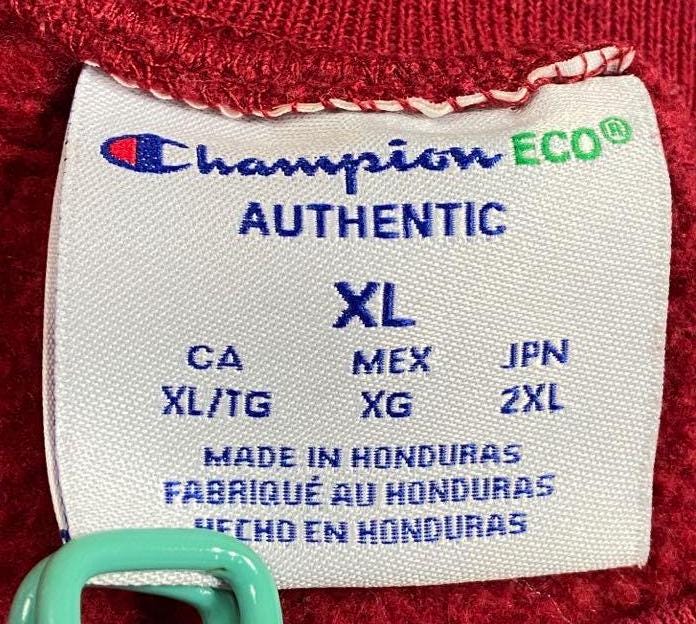 Champion ECO®
AUTHENTIC
XL
CA MEX JPN
XL/TG XG 2XL
MADE IN HONDURAS
FABRIQUÉ AU HONDURAS
HECHO EN HONDURAS